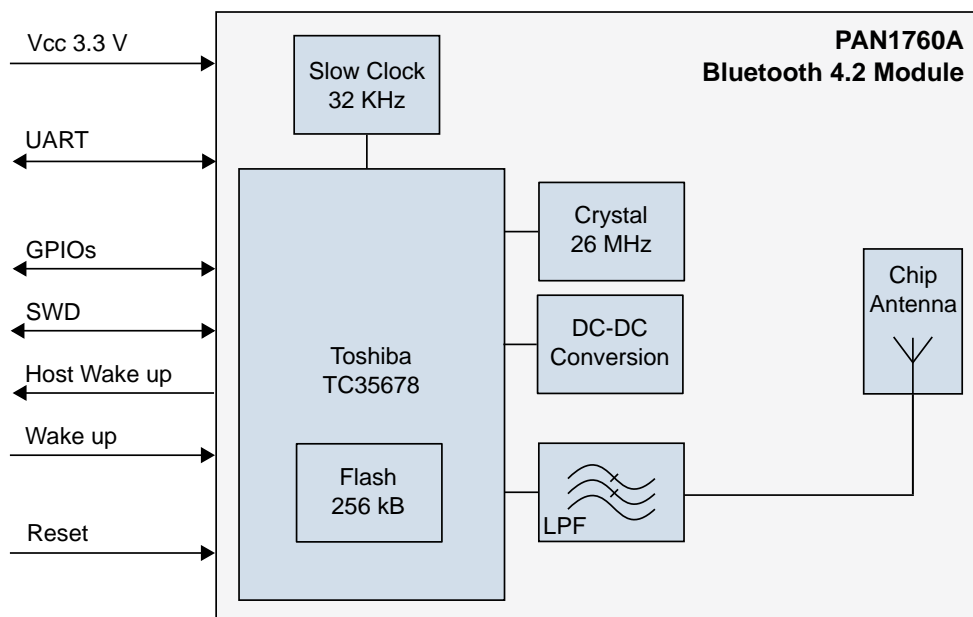 Vcc 3.3 V
UART
GPIOs
SWD
Host Wake up
Wake up
Reset
PAN1760A
Bluetooth 4.2 Module
Slow Clock
32 KHz
Crystal
26 MHz
DC-DC
Conversion
Toshiba
TC35678
Flash
256 kB
LPF
Chip
Antenna